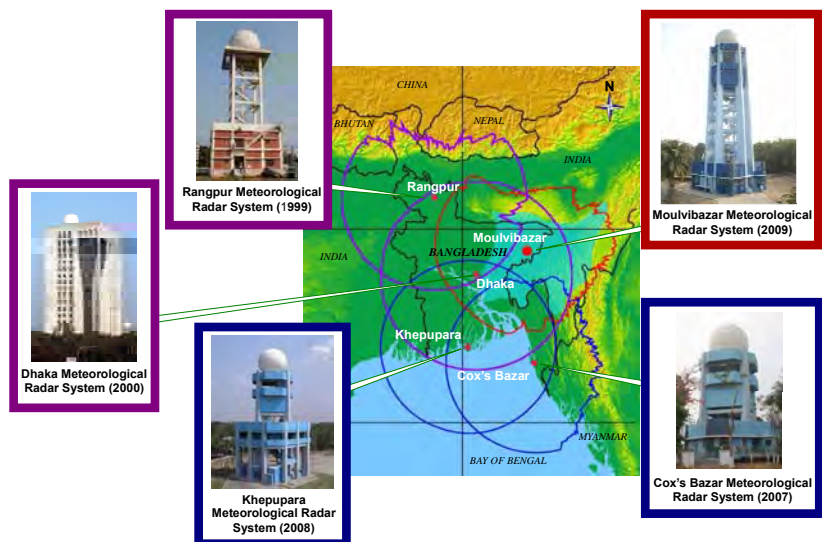 CHINA
N
BHUTAN
NEPAL
INDIA
Rangpur
Rangpur Meteorological
Radar System (1999)
Moulvibazar Meteorological
Radar System (2009)
Moulvibazar
BANGLADESH
INDIA
Dhaka
Khepupara
Cox's Bazar
Dhaka Meteorological
Radar System (2000)
MYANMAR
BAY OF BENGAL
Khepupara
Meteorological Radar
System (2008)
Cox's Bazar Meteorological
Radar System (2007)